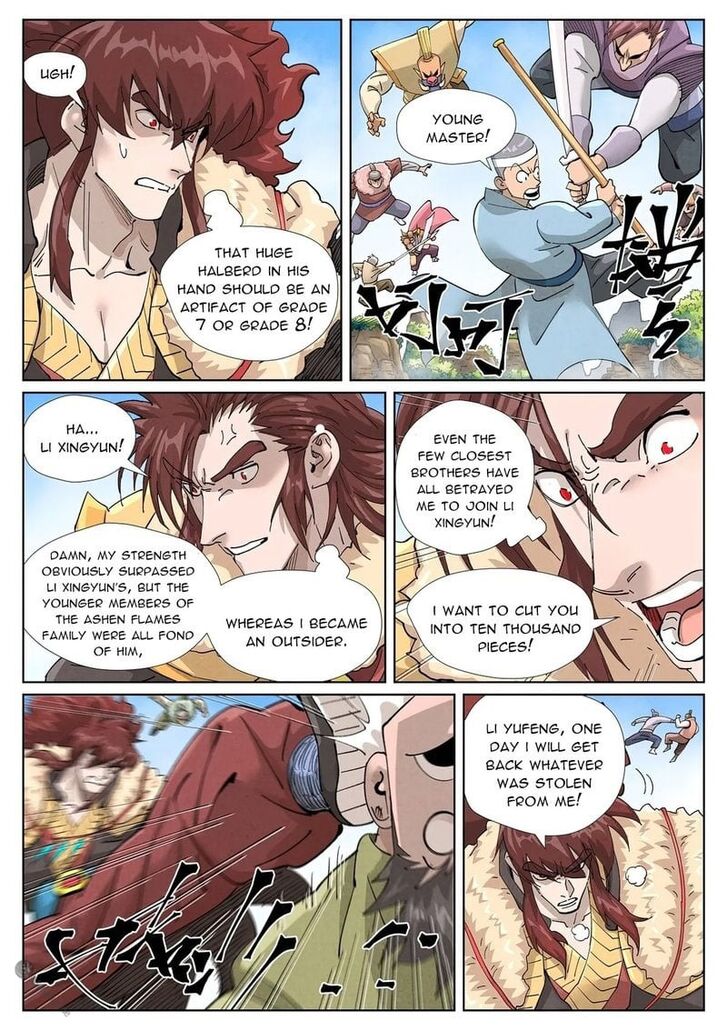 UGH!
THAT HUGE
HALBERD IN HIS
HAND SHOULD BE AN
ARTIFACT OF GRADE
7 OR GRADE 8!
YOUNG
MASTER!
HA...
LI XINGYUN!
DAMN, MY STRENGTH
OBVIOUSLY SURPASSED
LI XINGYUN'S, BUT THE
YOUNGER MEMBERS OF
THE ASHEN FLAMES
FAMILY WERE ALL FOND
OF HIM,
WHEREAS I BECAME
AN OUTSIDER.
EVEN THE
FEW CLOSEST
BROTHERS HAVE
ALL BETRAYED
ME TO JOIN LI
XINGYUN!
I WANT TO CUT YOU
INTO TEN THOUSAND
PIECES!
LI YUFENG, ONE
DAY I WILL GET
BACK WHATEVER
WAS STOLEN
FROM ME!